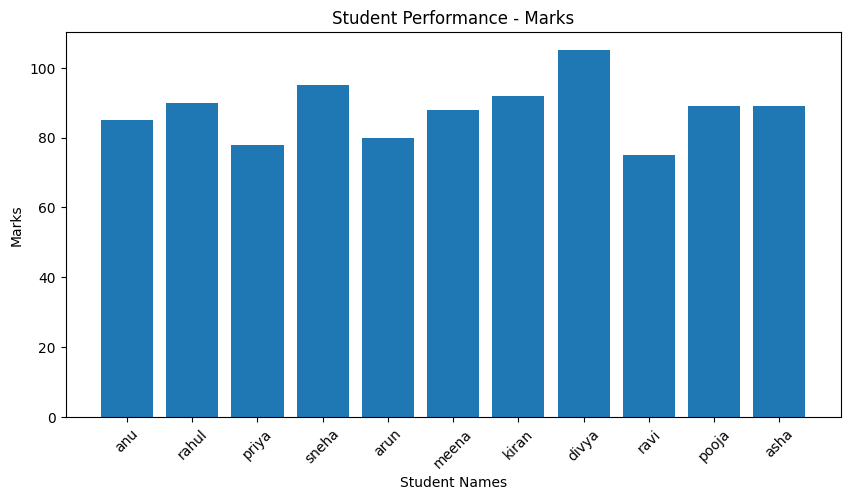 Student Performance - Marks
100
80
60
40
20
0
Marks
anu rahul priya sneha arun meena kiran divya ravi pooja asha
Student Names